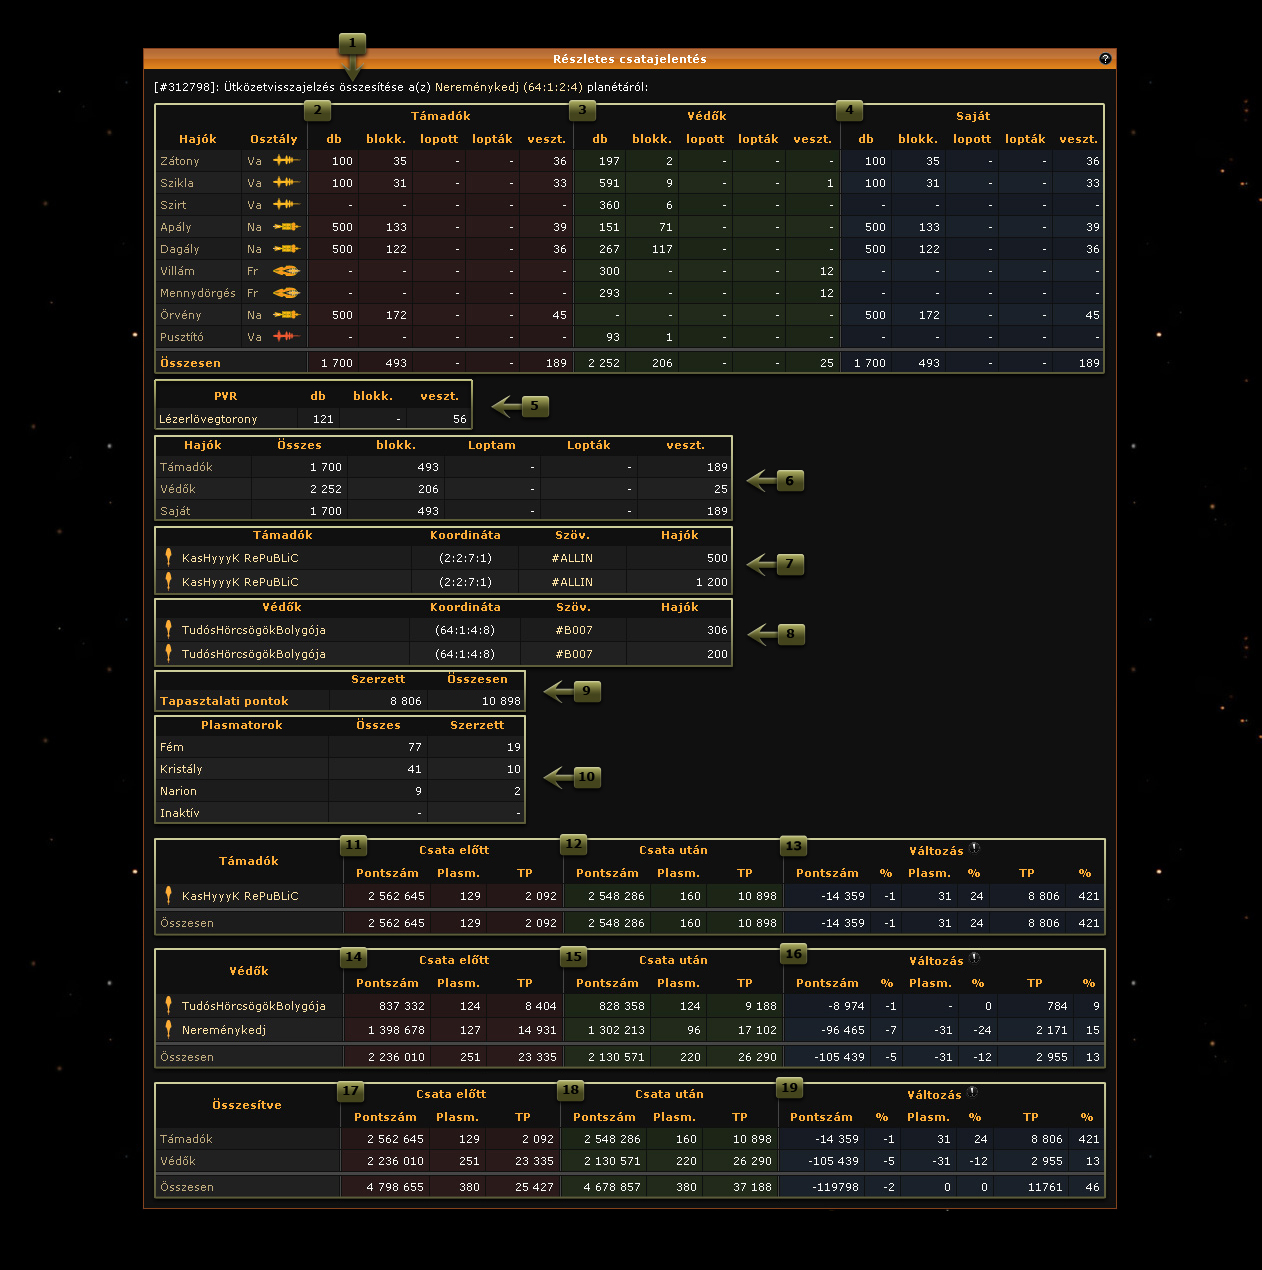 1
Részletes csatajelentés
[#312798]: Ütközetvisszajelzés összesítése a(z) Nereménykedj (64:1:2:4) planétáról:
2 Támadók 3 Védők 4 Saját
Hajók Osztály db blokk. lopott lopták veszt. db blokk. lopott lopták veszt. db blokk. lopott lopták veszt.
Zátony Va 100 35 - - 36 197 2 - - - 100 35 - - 36
Szikla Va 100 31 - - 33 591 9 - - 1 100 31 - - 33
Szirt Va - - - - - 360 6 - - - - - - - -
Apály Na 500 133 - - 39 151 71 - - - 500 133 - - 39
Dagály Na 500 122 - - 36 267 117 - - - 500 122 - - 36
Villám Fr - - - - - 300 - - - 12 - - - - -
Mennydörgés Fr - - - - - 293 - - - 12 - - - - -
Örvény Na 500 172 - - 45 - - - - - 500 172 - - 45
Pusztító Va - - - - - 93 1 - - - - - - - -
Összesen 1 700 493 - - 189 2 252 206 - - 25 1 700 493 - - 189
PVR db blokk. veszt.
Lézerlövegtorony 121 - 56
5
Hajók Összes blokk. Loptam Lopták veszt.
Támadók 1 700 493 - - 189
Védők 2 252 206 - - 25
Saját 1 700 493 - - 189
6
Támadók Koordináta Szöv. Hajók
KasHyyyK RePuBLiC (2:2:7:1) #ALLIN 500
KasHyyyK RePuBLiC (2:2:7:1) #ALLIN 1 200
7
Védők Koordináta Szöv. Hajók
TudósHörcsögökBolygója (64:1:4:8) #B007 306
TudósHörcsögökBolygója (64:1:4:8) #B007 200
8
Szerzett Összesen
Tapasztalati pontok 8 806 10 898
9
Plasmatorok Összes Szerzett
Fém 77 19
Kristály 41 10
Narion 9 2
Inaktív - -
10
Támadók 11 Csata előtt 12 Csata után 13 Változás
Pontszám Plasm. TP Pontszám Plasm. TP Pontszám % Plasm. % TP %
KasHyyyK RePuBLiC 2 562 645 129 2 092 2 548 286 160 10 898 -14 359 -1 31 24 8 806 421
Összesen 2 562 645 129 2 092 2 548 286 160 10 898 -14 359 -1 31 24 8 806 421
Védők 14 Csata előtt 15 Csata után 16 Változás
Pontszám Plasm. TP Pontszám Plasm. TP Pontszám % Plasm. % TP %
TudósHörcsögökBolygója 837 332 124 8 404 828 358 124 9 188 -8 974 -1 - 0 784 9
Nereménykedj 1 398 678 127 14 931 1 302 213 96 17 102 -96 465 -7 -31 -24 2 171 15
Összesen 2 236 010 251 23 335 2 130 571 220 26 290 -105 439 -5 -31 -12 2 955 13
Összesítve 17 Csata előtt 18 Csata után 19 Változás
Pontszám Plasm. TP Pontszám Plasm. TP Pontszám % Plasm. % TP %
Támadók 2 562 645 129 2 092 2 548 286 160 10 898 -14 359 -1 31 24 8 806 421
Védők 2 236 010 251 23 335 2 130 571 220 26 290 -105 439 -5 -31 -12 2 955 13
Összesen 4 798 655 380 25 427 4 678 857 380 37 188 -119798 -2 0 0 11761 46